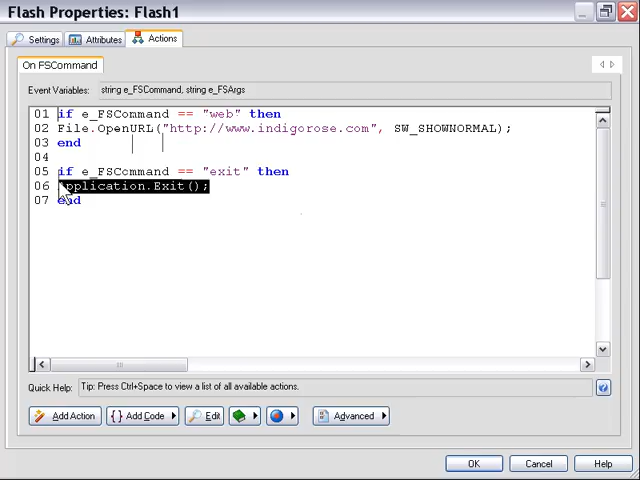 Flash Properties: Flash1
Settings Attributes Actions
On FSCommand
Event Variables: string e_FSCommand, string e_FSArgs
01 if e_FSCommand == "web" then
02 File.OpenURL("http://www.indigorose.com", SW_SHOWNORMAL);
03 end
04
05 if e_FSCommand == "exit" then
06 Application.Exit();
07 end
Quick Help: Tip: Press Ctrl+Space to view a list of all available actions.
Add Action Add Code Edit Advanced
OK Cancel Help